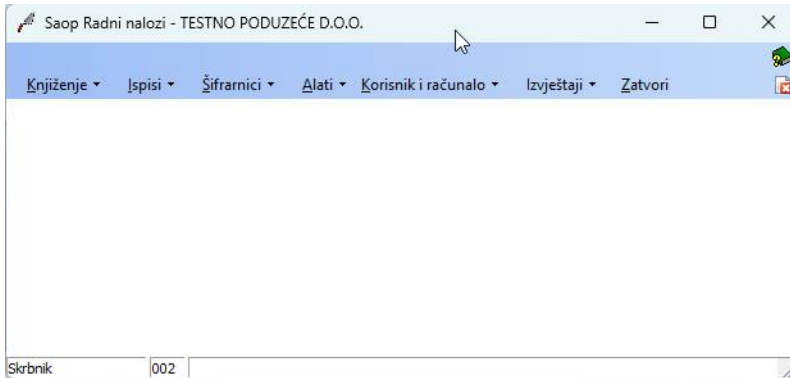 Saop Radni nalozi - TESTNO PODUZEĆE D.O.O.
Knjiženje Ispisi Šifrarnici Alati Korisnik i računalo Izvještaji Zatvori
Skrbnik 002